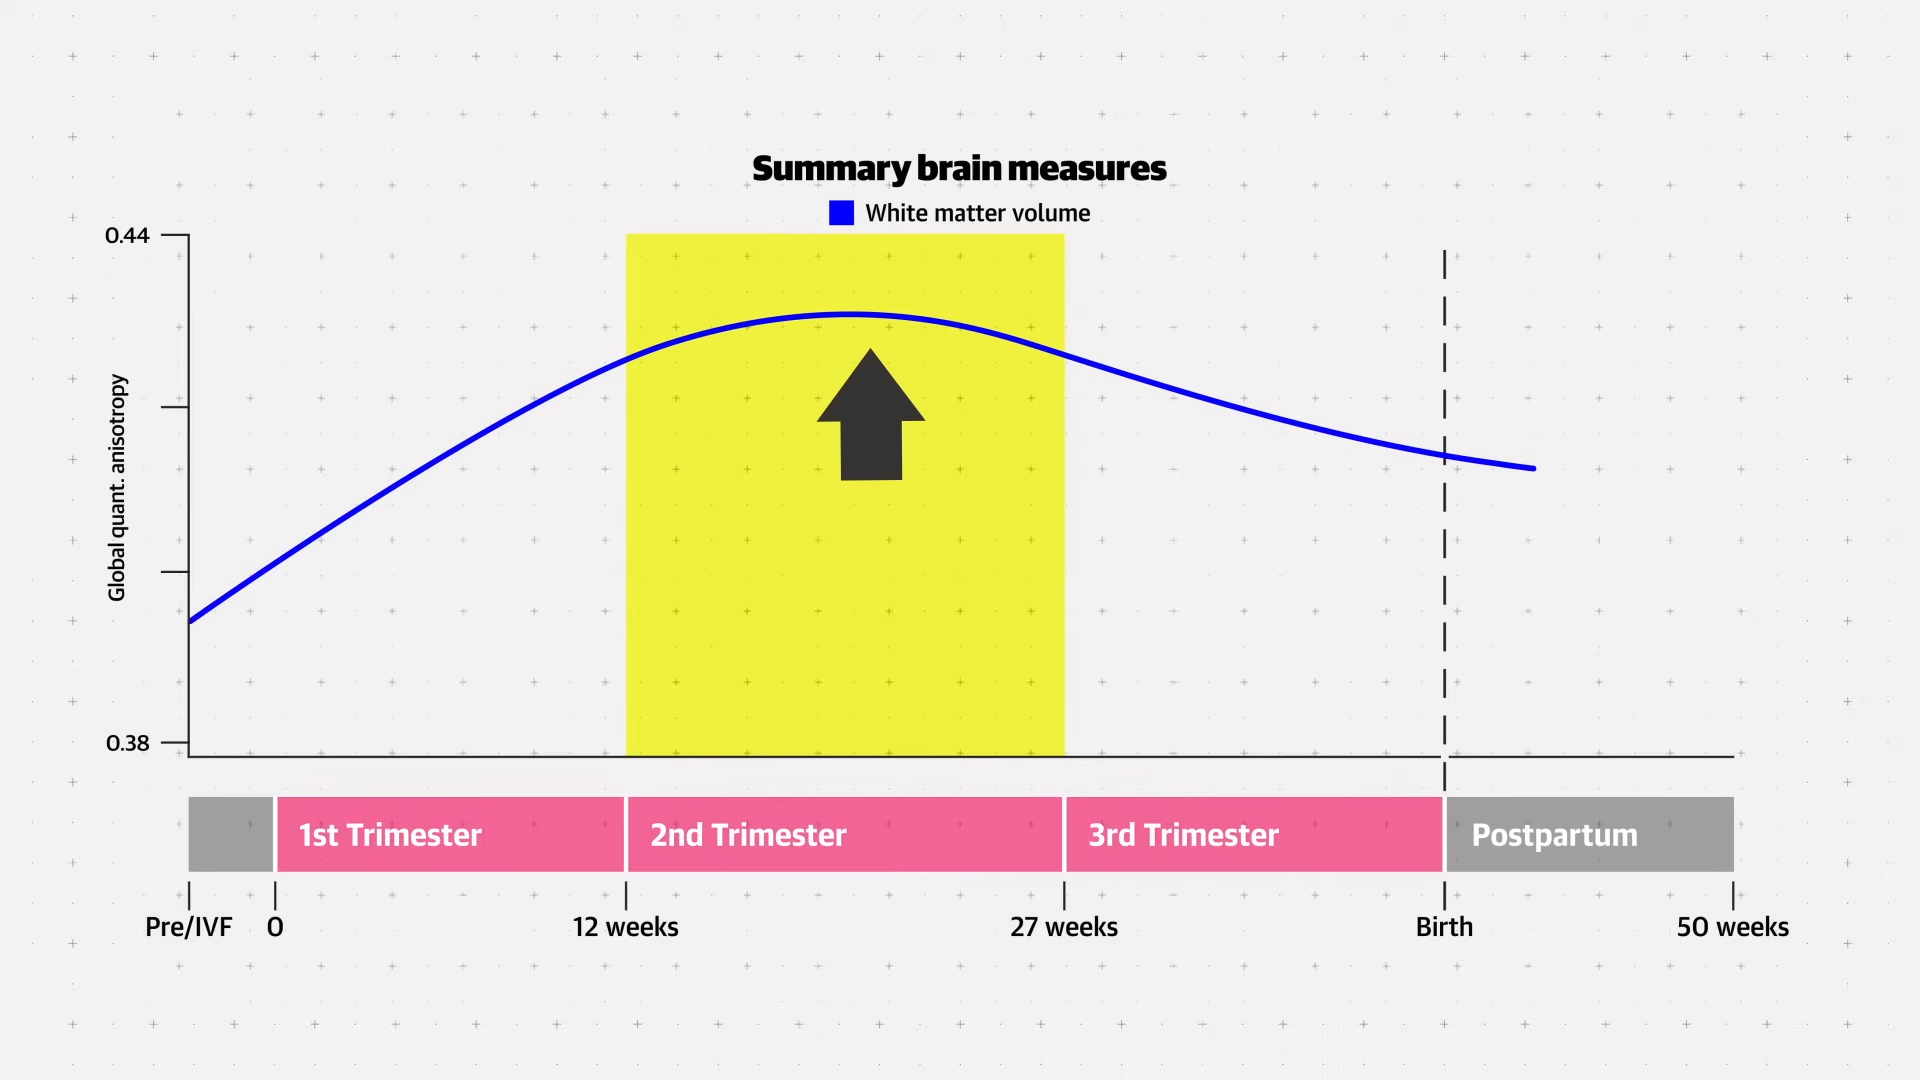 Summary brain measures
White matter volume
0.44
Global quant. anisotropy
0.38
1st Trimester
2nd Trimester
3rd Trimester
Postpartum
Pre/IVF
0
12 weeks
27 weeks
Birth
50 weeks